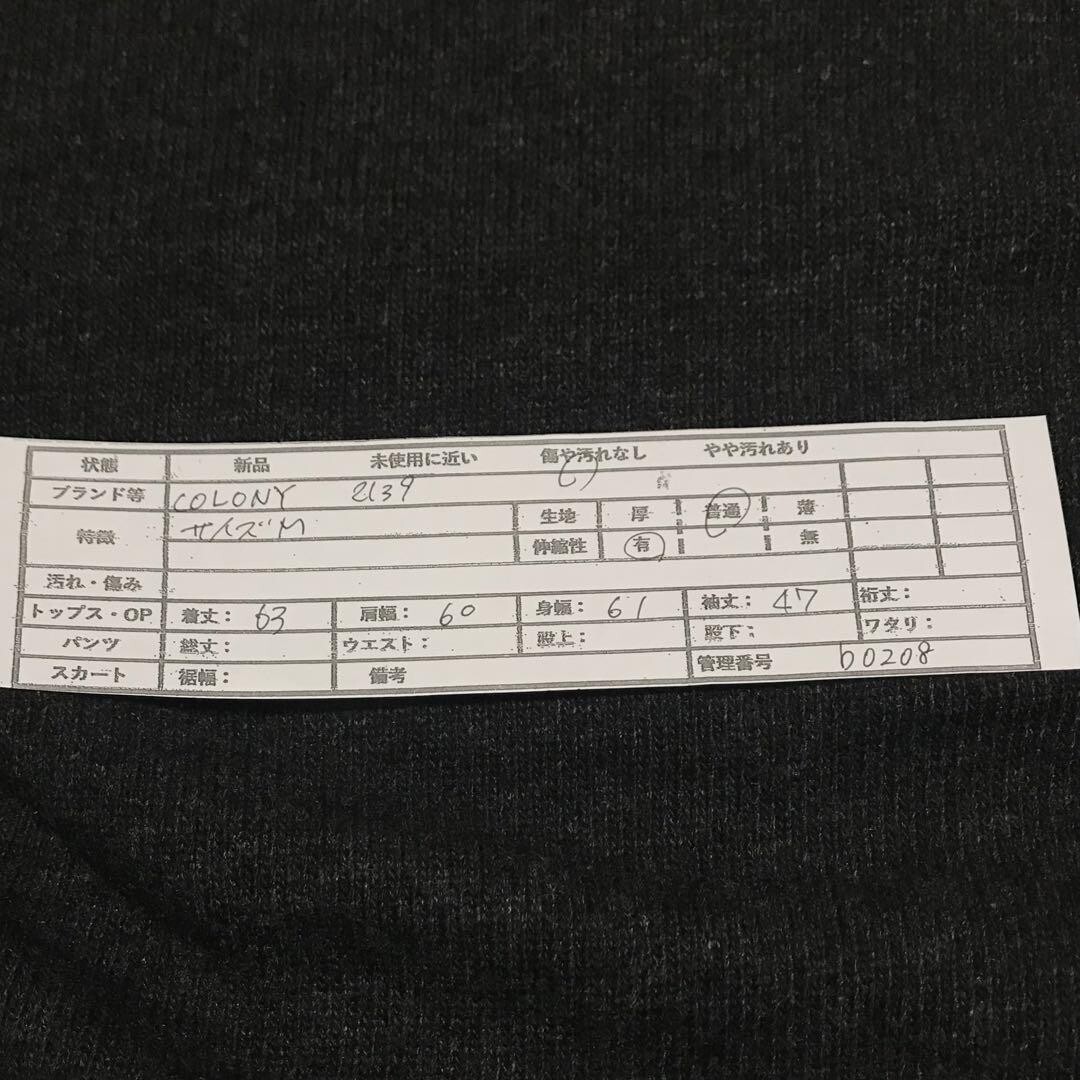 状態 新品 未使用に近い 傷や汚れなし やや汚れあり
ブランド等 COLONY 2139
特徴 サイズM 生地 厚 普通 薄
伸縮性 有 無
汚れ・傷み
トップス・OP 着丈： 63 肩幅： 60 身幅： 61 袖丈： 47 裄丈：
パンツ 総丈： ウエスト： 股上： 股下： ワタリ：
スカート 裾幅： 備考 管理番号 b0208